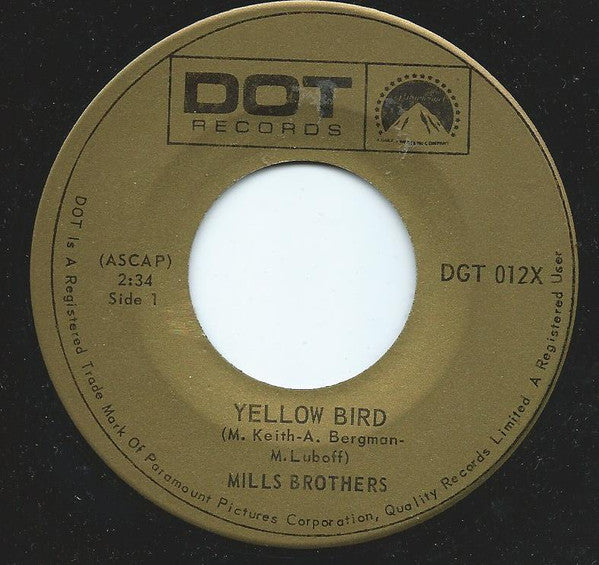 DOT
RECORDS
Paramount
(ASCAP)
2:34
Side 1
DGT 012X
YELLOW BIRD
(M. Keith-A. Bergman-
M.Luboff)
MILLS BROTHERS
DOT Is A Registered Trade Mark Of Paramount Pictures Corporation, Quality Records Limited A Registered User